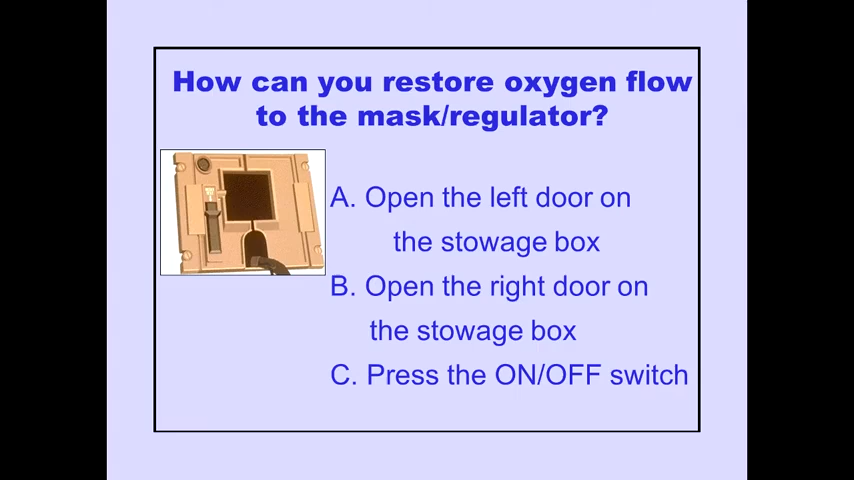 How can you restore oxygen flow
to the mask/regulator?
A. Open the left door on
the stowage box
B. Open the right door on
the stowage box
C. Press the ON/OFF switch